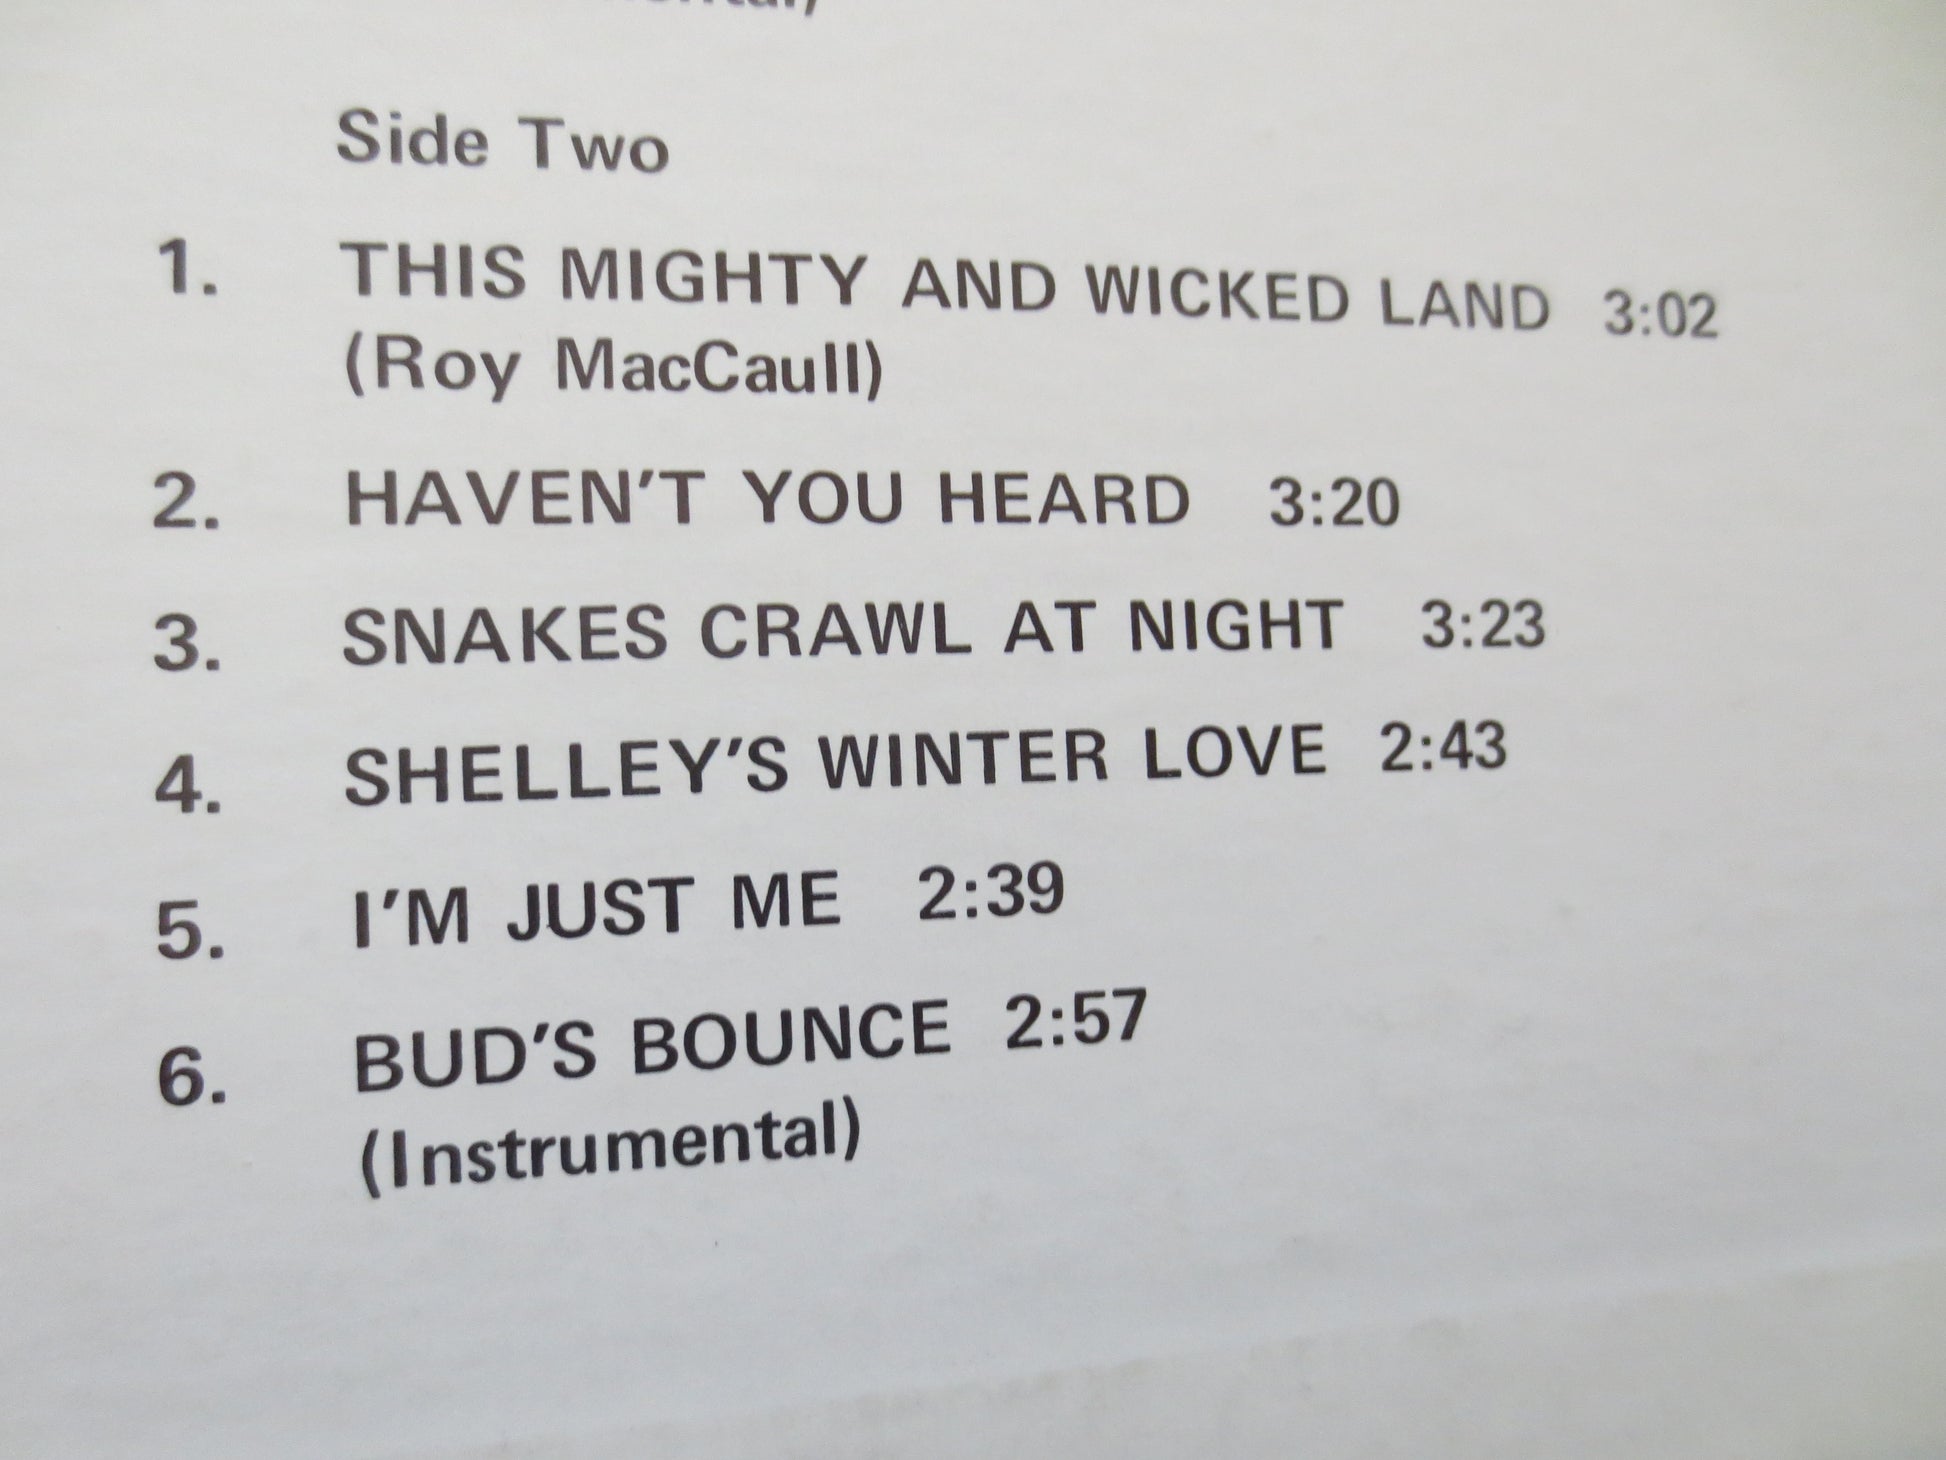 Side Two
1. THIS MIGHTY AND WICKED LAND 3:02
(Roy MacCaull)
2. HAVEN'T YOU HEARD 3:20
3. SNAKES CRAWL AT NIGHT 3:23
4. SHELLEY'S WINTER LOVE 2:43
5. I'M JUST ME 2:39
6. BUD'S BOUNCE 2:57
(Instrumental)